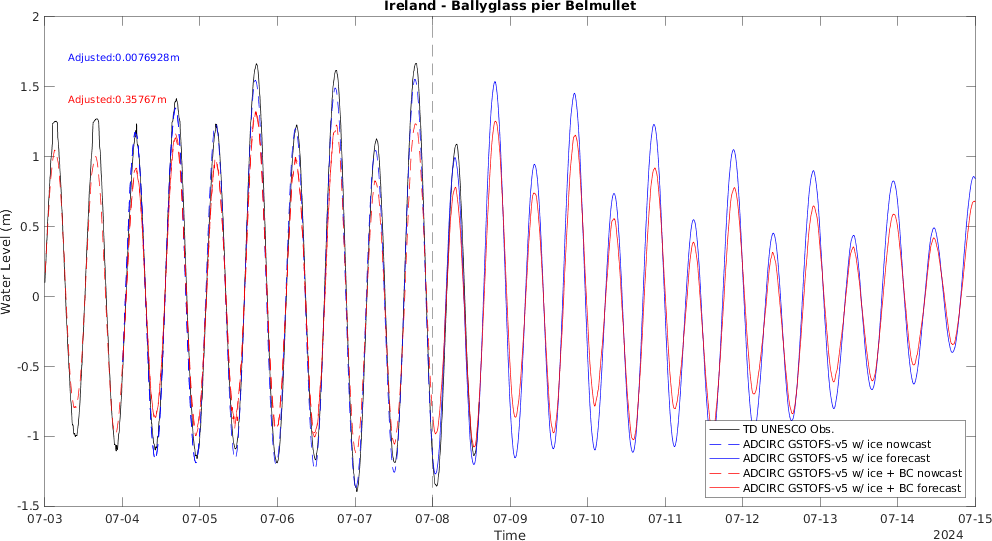 Ireland - Ballyglass pier Belmullet
2
Adjusted:0.0076928m
1.5
Adjusted:0.35767m
1
0.5
0
-0.5
-1
-1.5
Water Level (m)
TD UNESCO Obs.
ADCIRC GSTOFS-v5 w/ ice nowcast
ADCIRC GSTOFS-v5 w/ ice forecast
ADCIRC GSTOFS-v5 w/ ice + BC nowcast
ADCIRC GSTOFS-v5 w/ ice + BC forecast
07-03 07-04 07-05 07-06 07-07 07-08 07-09 07-10 07-11 07-12 07-13 07-14 07-15
Time
2024